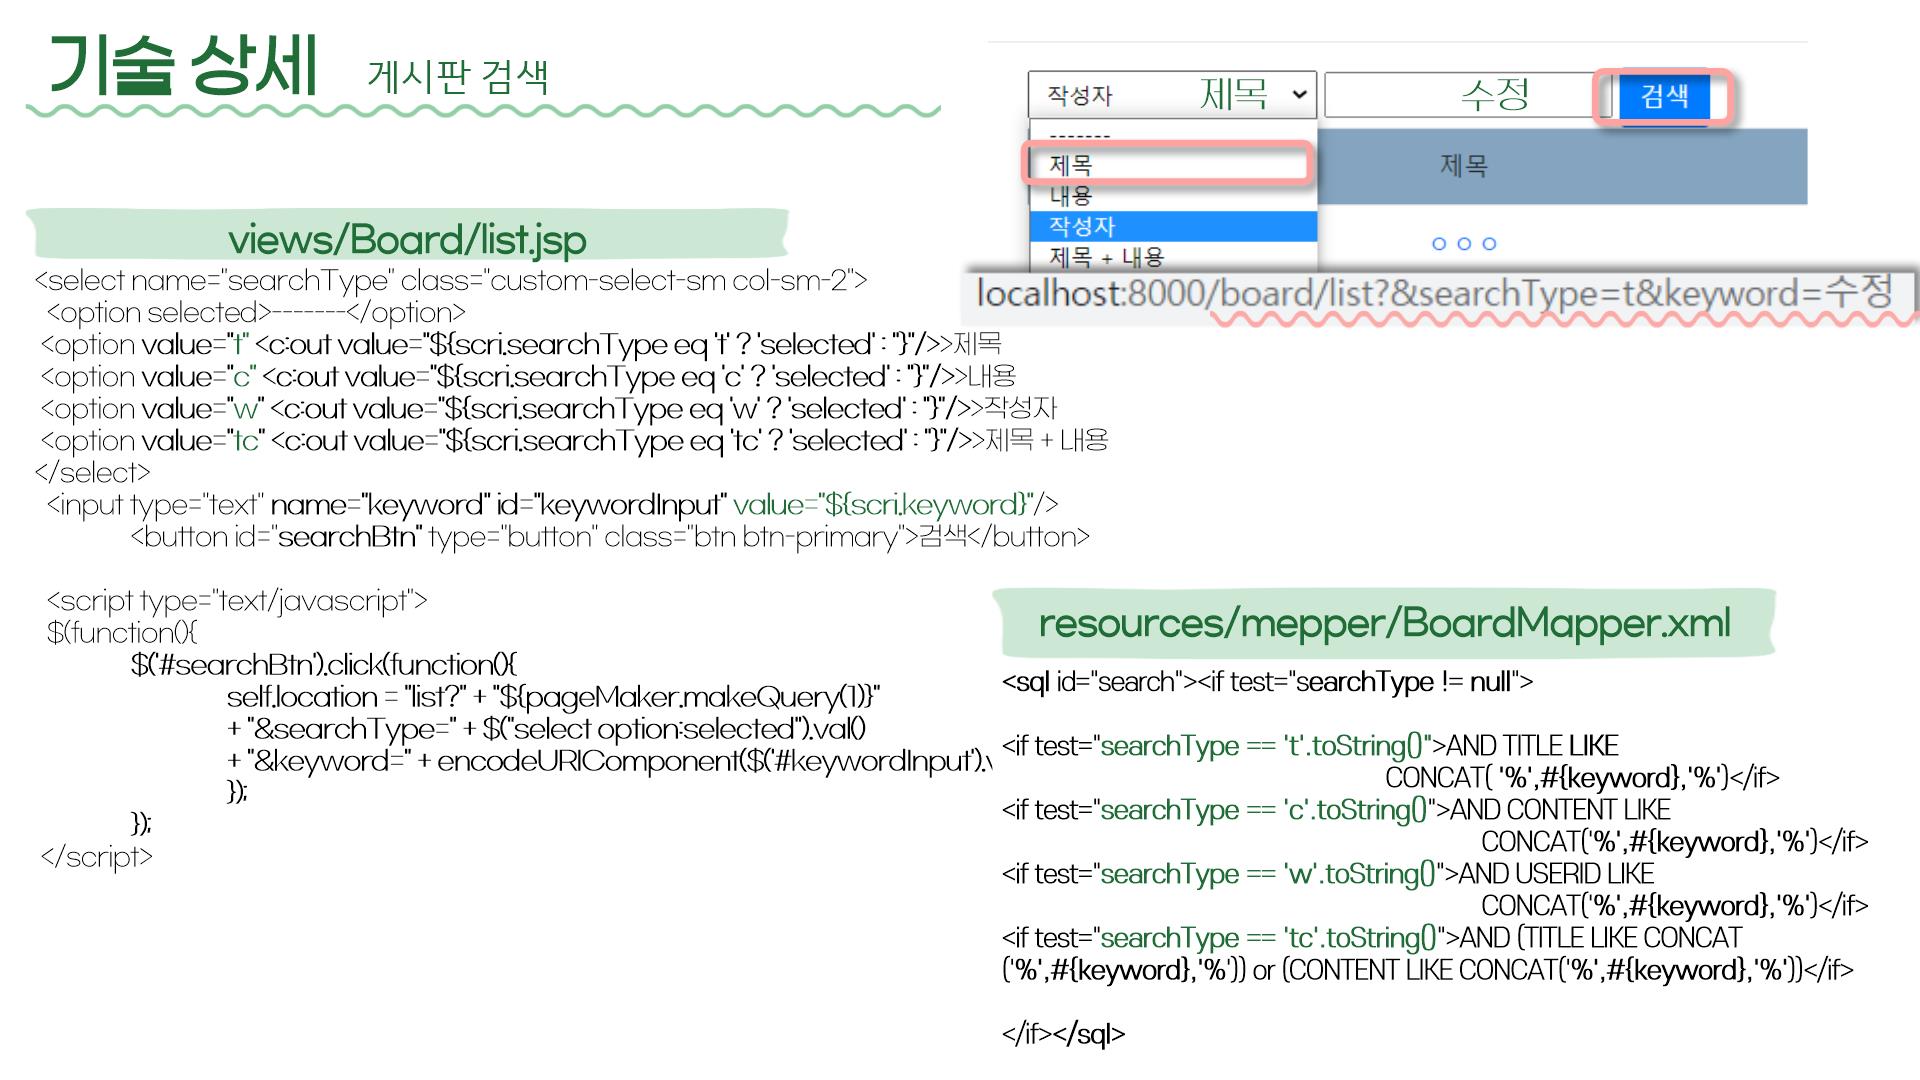 기술 상세 게시판 검색
작성자 제목 수정 검색
-------
제목 제목
내용
작성자
제목 + 내용
localhost:8000/board/list?&searchType=t&keyword=수정
views/Board/list.jsp
<select name="searchType" class="custom-select-sm col-sm-2">
<option selected>-------</option>
<option value="t" <c:out value="${scri.searchType eq 't' ? 'selected' : ''}"/>>제목
<option value="c" <c:out value="${scri.searchType eq 'c' ? 'selected' : ''}"/>>내용
<option value="w" <c:out value="${scri.searchType eq 'w' ? 'selected' : ''}"/>>작성자
<option value="tc" <c:out value="${scri.searchType eq 'tc' ? 'selected' : ''}"/>>제목 + 내용
</select>
<input type="text" name="keyword" id="keywordInput" value="${scri.keyword}"/>
<button id="searchBtn" type="button" class="btn btn-primary">검색</button>
<script type="text/javascript">
$(function(){
$('#searchBtn').click(function(){
self.location = "list?" + "${pageMaker.makeQuery(1)}"
+ "&searchType=" + $("select option:selected").val()
+ "&keyword=" + encodeURIComponent($('#keywordInput').
});
});
</script>
resources/mepper/BoardMapper.xml
<sql id="search"><if test="searchType != null">
<if test="searchType == 't'.toString()">AND TITLE LIKE
CONCAT( '%',#{keyword},'%')</if>
<if test="searchType == 'c'.toString()">AND CONTENT LIKE
CONCAT('%',#{keyword},'%')</if>
<if test="searchType == 'w'.toString()">AND USERID LIKE
CONCAT('%',#{keyword},'%')</if>
<if test="searchType == 'tc'.toString()">AND (TITLE LIKE CONCAT
('%',#{keyword},'%')) or (CONTENT LIKE CONCAT('%',#{keyword},'%'))</if>
</if></sql>